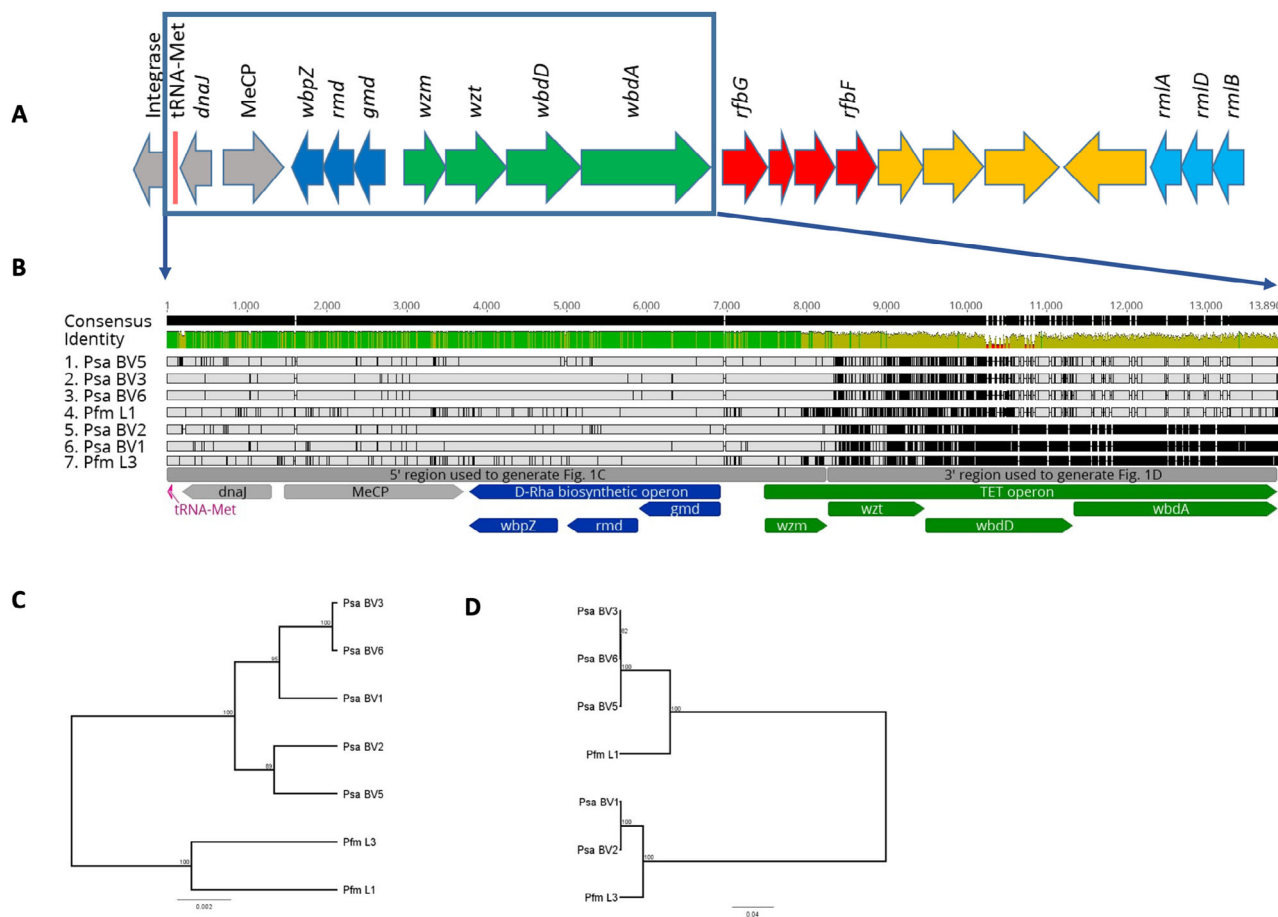 A
Integrase tRNA-Met dnaJ MeCP wbpZ rmd gmd wzm wzt wbdD wbdA rfbG rfbF rmlA rmlD rmlB
B
1 1,000 2,000 3,000 4,000 5,000 6,000 7,000 8,000 9,000 10,000 11,000 12,000 13,000 13,890
Consensus
Identity
1. Psa BV5
2. Psa BV3
3. Psa BV6
4. Pfm L1
5. Psa BV2
6. Psa BV1
7. Pfm L3
5' region used to generate Fig. 1C 3' region used to generate Fig. 1D
dnaJ MeCP D-Rha biosynthetic operon TET operon
tRNA-Met gmd wzt wbdA
wbpZ rmd wzm wbdD
C
Psa BV3
100
Psa BV6
95
Psa BV1
100
Psa BV2
89
Psa BV5
Pfm L3
100
Pfm L1
0.002
D
Psa BV3
82
Psa BV6
100
Psa BV5
100
Pfm L1
Psa BV1
100
Psa BV2
100
Pfm L3
0.04